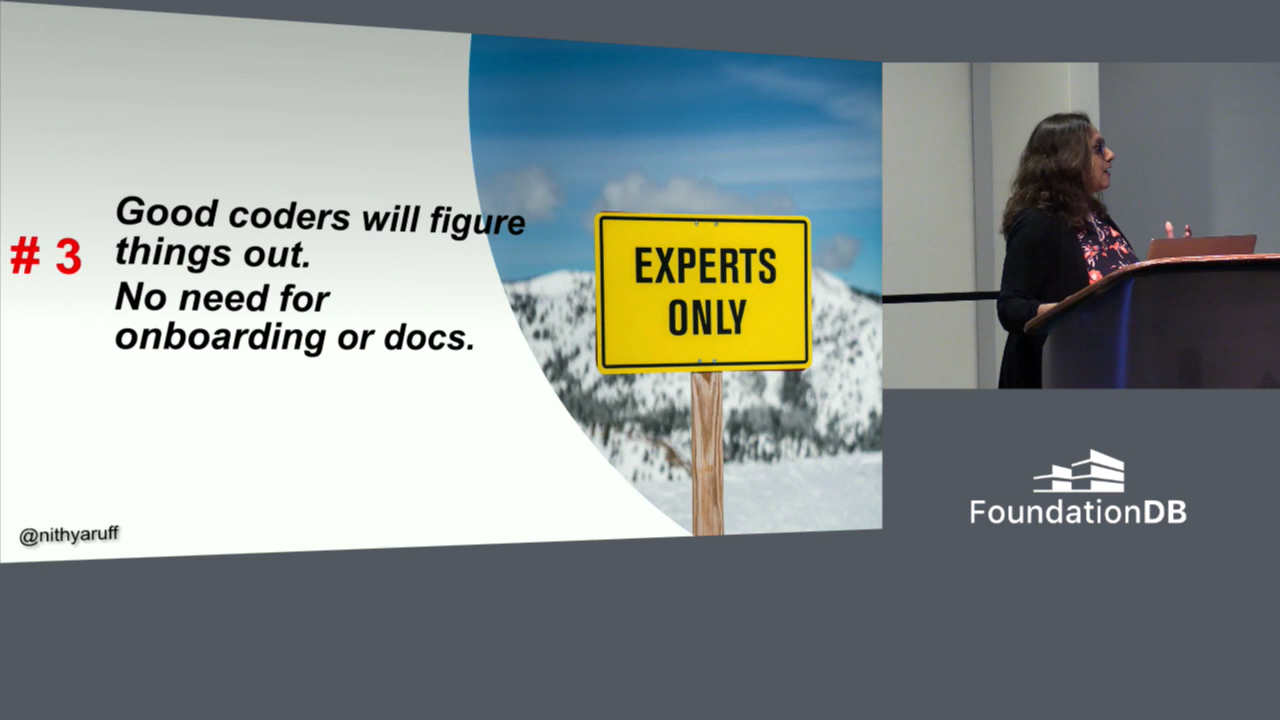 # 3
Good coders will figure
things out.
No need for
onboarding or docs.
EXPERTS
ONLY
@nithyaruff
FoundationDB